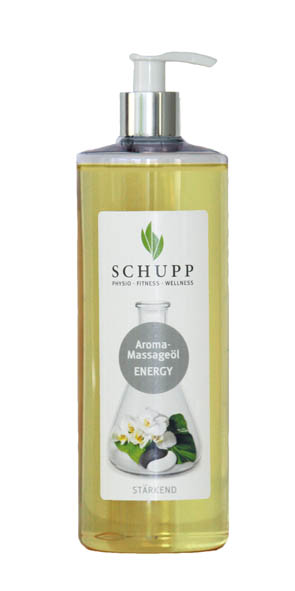 SCHUPP
PHYSIO · FITNESS · WELLNESS
Aroma-
Massageöl
ENERGY
STÄRKEND